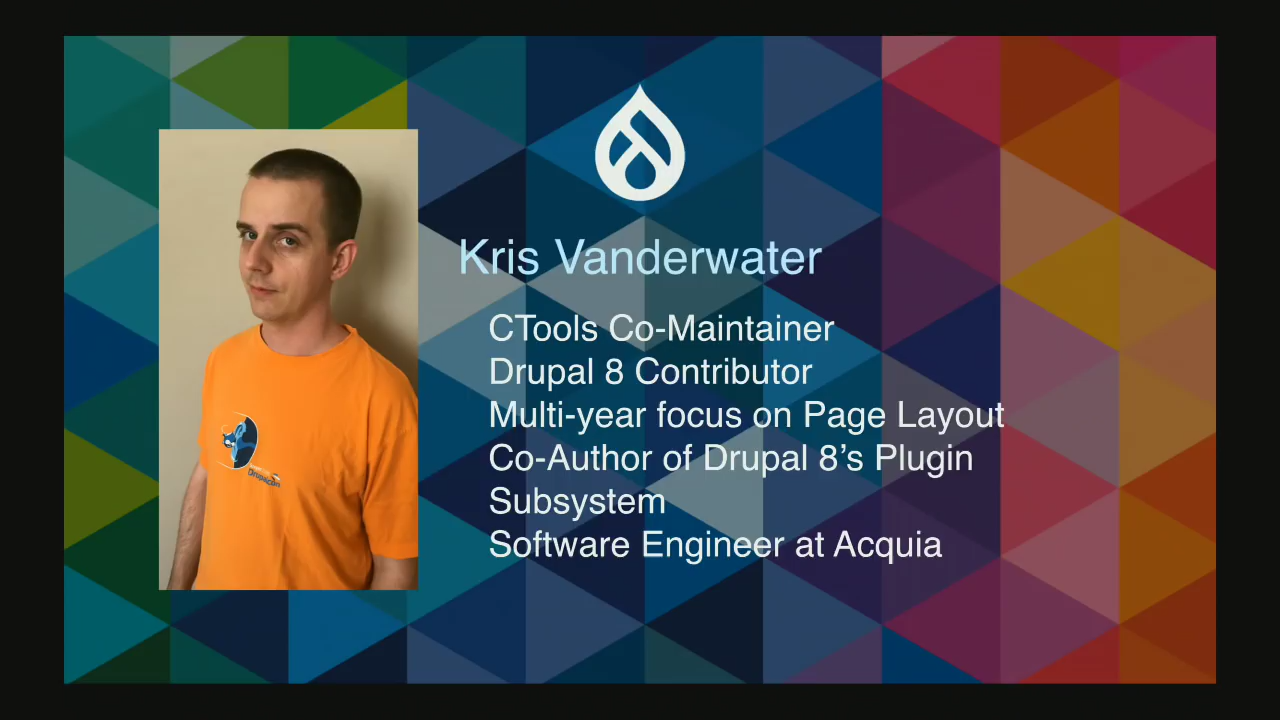 Kris Vanderwater
CTools Co-Maintainer
Drupal 8 Contributor
Multi-year focus on Page Layout
Co-Author of Drupal 8’s Plugin
Subsystem
Software Engineer at Acquia